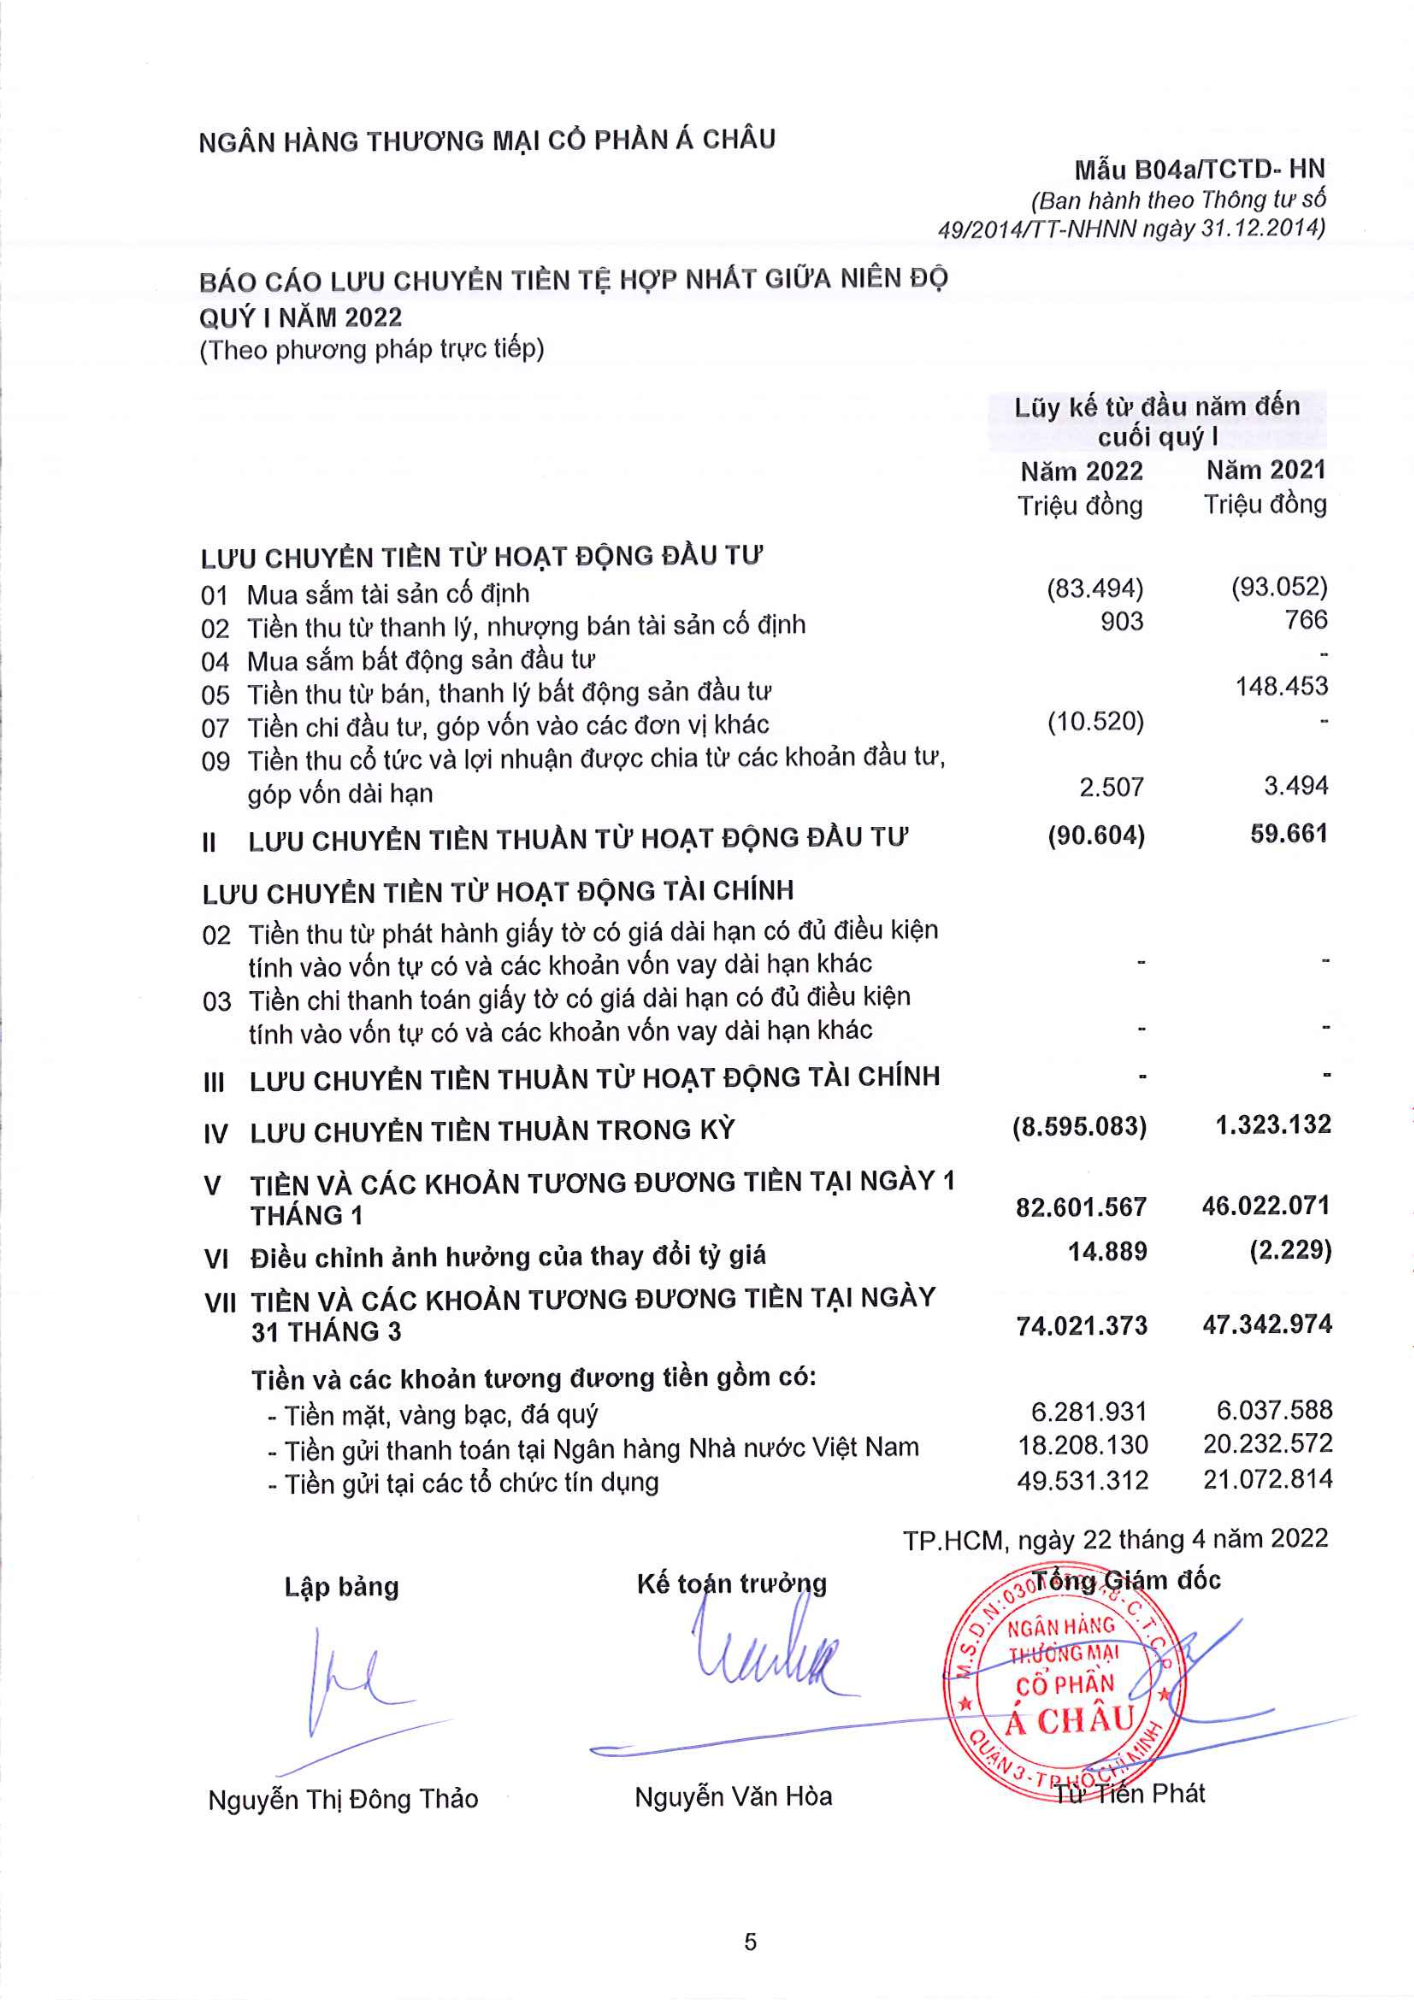 NGÂN HÀNG THƯƠNG MẠI CỔ PHẦN Á CHÂU
Mẫu B04a/TCTD- HN
(Ban hành theo Thông tư số
49/2014/TT-NHNN ngày 31.12.2014)
BÁO CÁO LƯU CHUYỂN TIỀN TỆ HỢP NHẤT GIỮA NIÊN ĐỘ
QUÝ I NĂM 2022
(Theo phương pháp trực tiếp)
Lũy kế từ đầu năm đến
cuối quý I
Năm 2022 Năm 2021
Triệu đồng Triệu đồng
LƯU CHUYỂN TIỀN TỪ HOẠT ĐỘNG ĐẦU TƯ
01 Mua sắm tài sản cố định (83.494) (93.052)
02 Tiền thu từ thanh lý, nhượng bán tài sản cố định 903 766
04 Mua sắm bất động sản đầu tư -
05 Tiền thu từ bán, thanh lý bất động sản đầu tư 148.453
07 Tiền chi đầu tư, góp vốn vào các đơn vị khác (10.520) -
09 Tiền thu cổ tức và lợi nhuận được chia từ các khoản đầu tư,
góp vốn dài hạn 2.507 3.494
II LƯU CHUYỂN TIỀN THUẦN TỪ HOẠT ĐỘNG ĐẦU TƯ (90.604) 59.661
LƯU CHUYỂN TIỀN TỪ HOẠT ĐỘNG TÀI CHÍNH
02 Tiền thu từ phát hành giấy tờ có giá dài hạn có đủ điều kiện
tính vào vốn tự có và các khoản vốn vay dài hạn khác - -
03 Tiền chi thanh toán giấy tờ có giá dài hạn có đủ điều kiện
tính vào vốn tự có và các khoản vốn vay dài hạn khác - -
III LƯU CHUYỂN TIỀN THUẦN TỪ HOẠT ĐỘNG TÀI CHÍNH - -
IV LƯU CHUYỂN TIỀN THUẦN TRONG KỲ (8.595.083) 1.323.132
V TIỀN VÀ CÁC KHOẢN TƯƠNG ĐƯƠNG TIỀN TẠI NGÀY 1
THÁNG 1 82.601.567 46.022.071
VI Điều chỉnh ảnh hưởng của thay đổi tỷ giá 14.889 (2.229)
VII TIỀN VÀ CÁC KHOẢN TƯƠNG ĐƯƠNG TIỀN TẠI NGÀY
31 THÁNG 3 74.021.373 47.342.974
Tiền và các khoản tương đương tiền gồm có:
- Tiền mặt, vàng bạc, đá quý 6.281.931 6.037.588
- Tiền gửi thanh toán tại Ngân hàng Nhà nước Việt Nam 18.208.130 20.232.572
- Tiền gửi tại các tổ chức tín dụng 49.531.312 21.072.814
TP.HCM, ngày 22 tháng 4 năm 2022
Lập bảng Kế toán trưởng Tổng Giám đốc
NGÂN HÀNG
THƯƠNG MẠI
CỔ PHẦN
Á CHÂU
QUẬN 3 - TP.HỒ CHÍ MINH
Nguyễn Thị Đông Thảo Nguyễn Văn Hòa Từ Tiến Phát
5